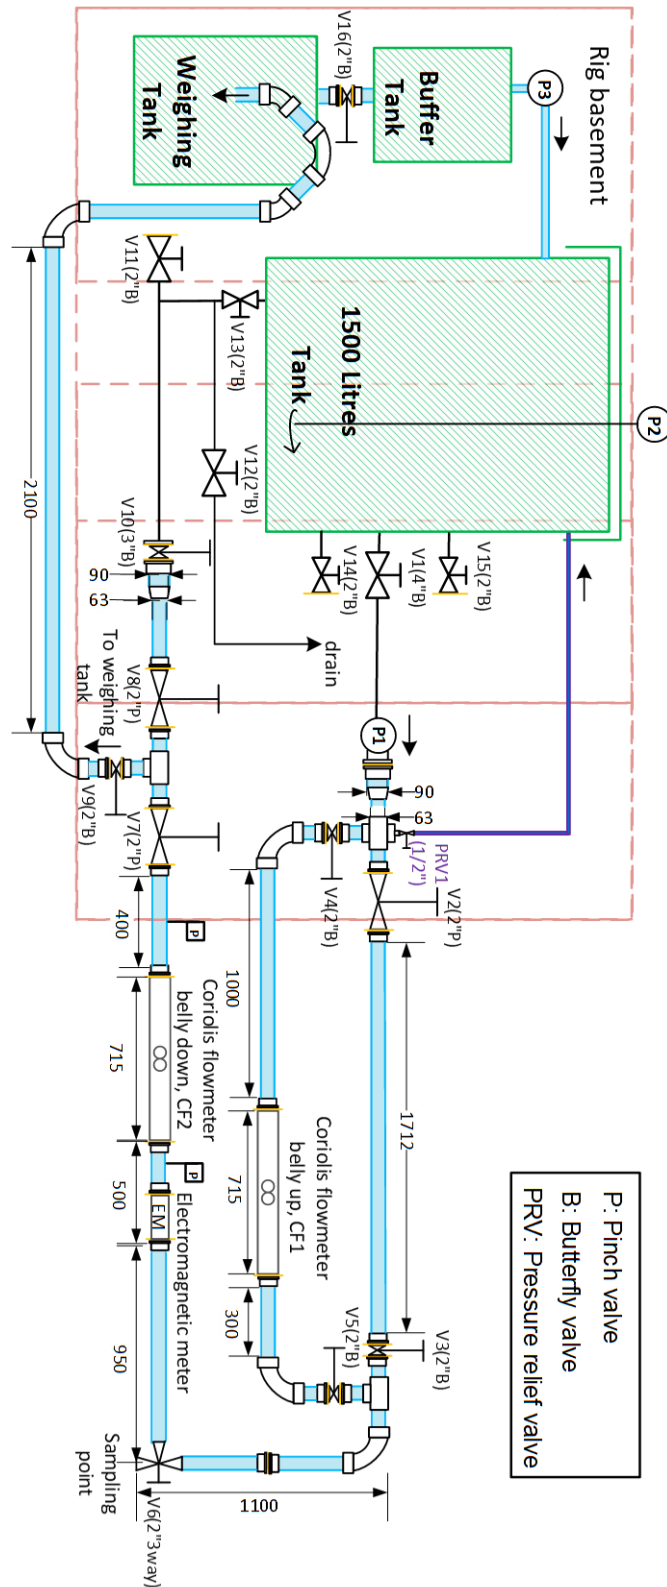 Rig basement
P3
Buffer
Tank
V16(2"B)
Weighing
Tank
1500 Litres
Tank
P2
V11(2"B)
V13(2"B)
V12(2"B)
V10(3"B)
V14(2"B)
V1(4"B)
V15(2"B)
90
63
drain
2100
To weighing
tank
V8(2"P)
V9(2"B)
V7(2"P)
P1
90
63
PRV1
(1/2")
V4(2"B)
V2(2"P)
400
P
1000
1712
Coriolis flowmeter
belly down, CF2
715
Coriolis flowmeter
belly up, CF1
715
P
500
EM
Electromagnetic meter
300
V5(2"B)
V3(2"B)
950
Sampling
point
V6(2"3way)
1100
P: Pinch valve
B: Butterfly valve
PRV: Pressure relief valve